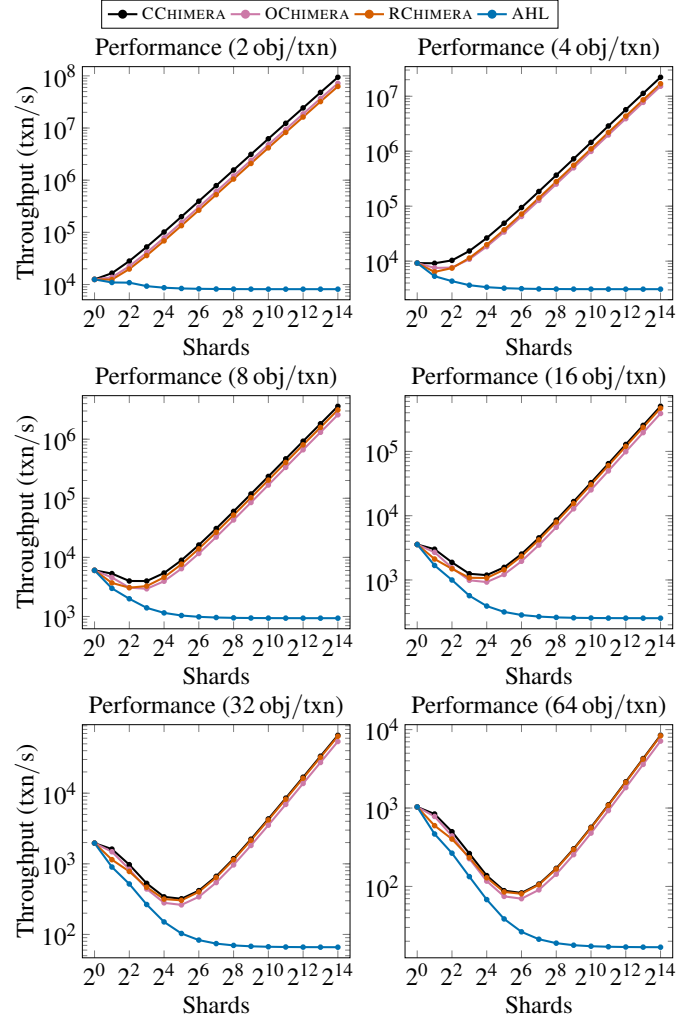 CCHIMERA OCHIMERA RCHIMERA AHL
Performance (2 obj/txn) Performance (4 obj/txn)
Throughput (txn/s)
10^8
10^7
10^6
10^5
10^4
2^0 2^2 2^4 2^6 2^8 2^10 2^12 2^14
Shards
10^7
10^6
10^5
10^4
2^0 2^2 2^4 2^6 2^8 2^10 2^12 2^14
Shards
Performance (8 obj/txn) Performance (16 obj/txn)
Throughput (txn/s)
10^6
10^5
10^4
10^3
2^0 2^2 2^4 2^6 2^8 2^10 2^12 2^14
Shards
10^5
10^4
10^3
2^0 2^2 2^4 2^6 2^8 2^10 2^12 2^14
Shards
Performance (32 obj/txn) Performance (64 obj/txn)
Throughput (txn/s)
10^4
10^3
10^2
2^0 2^2 2^4 2^6 2^8 2^10 2^12 2^14
Shards
10^4
10^3
10^2
2^0 2^2 2^4 2^6 2^8 2^10 2^12 2^14
Shards